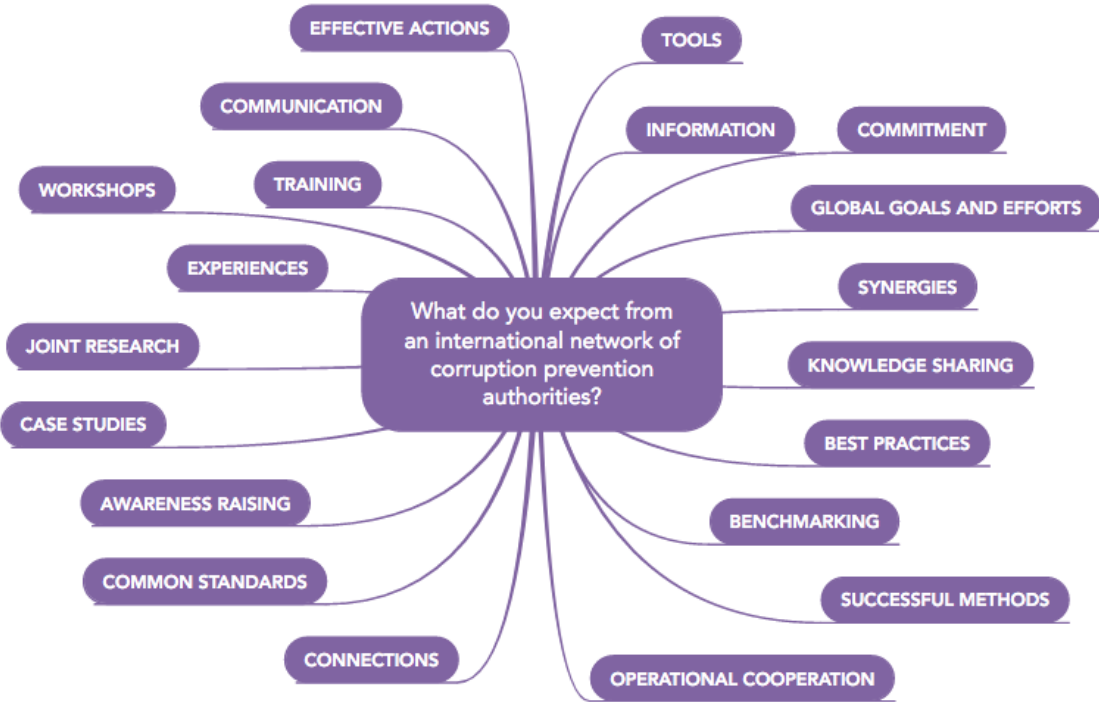 EFFECTIVE ACTIONS
TOOLS
COMMUNICATION
INFORMATION
COMMITMENT
WORKSHOPS
TRAINING
GLOBAL GOALS AND EFFORTS
EXPERIENCES
SYNERGIES
What do you expect from
an international network of
corruption prevention
authorities?
JOINT RESEARCH
KNOWLEDGE SHARING
CASE STUDIES
BEST PRACTICES
AWARENESS RAISING
BENCHMARKING
COMMON STANDARDS
SUCCESSFUL METHODS
CONNECTIONS
OPERATIONAL COOPERATION